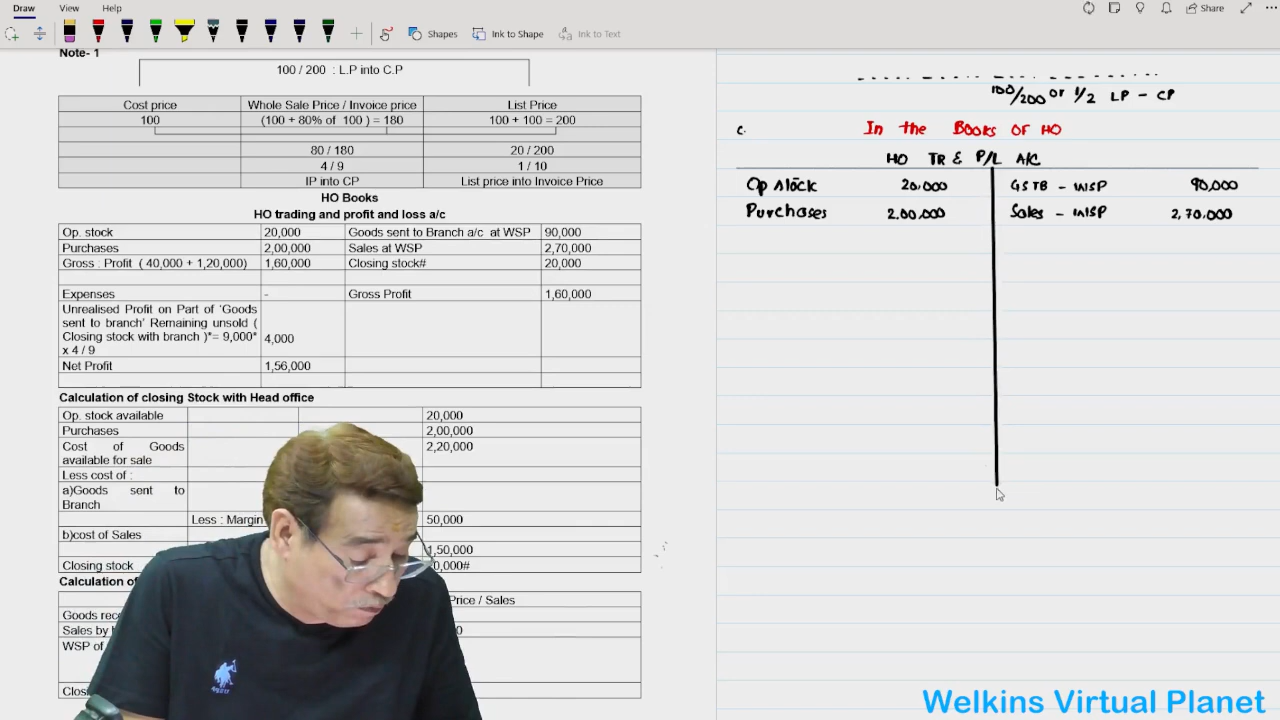 Draw View Help
Share
Shapes Ink to Shape Ink to Text
Note- 1
100 / 200 : L.P into C.P
Cost price Whole Sale Price / Invoice price List Price
100 (100 + 80% of 100 ) = 180 100 + 100 = 200
80 / 180 20 / 200
4 / 9 1 / 10
IP into CP List price into Invoice Price
HO Books
HO trading and profit and loss a/c
Op. stock 20,000 Goods sent to Branch a/c at WSP 90,000
Purchases 2,00,000 Sales at WSP 2,70,000
Gross : Profit ( 40,000 + 1,20,000) 1,60,000 Closing stock# 20,000
Expenses - Gross Profit 1,60,000
Unrealised Profit on Part of 'Goods
sent to branch' Remaining unsold (
Closing stock with branch )*= 9,000* 4,000
x 4 / 9
Net Profit 1,56,000
Calculation of closing Stock with Head office
Op. stock available 20,000
Purchases 2,00,000
Cost of Goods 2,20,000
available for sale
Less cost of :
a)Goods sent to
Branch
Less : Margin 50,000
b)cost of Sales
1,50,000
Closing stock 0,000#
Calculation of
Price / Sales
Goods rec
Sales by 0
WSP of
Clos
100/200 or 1/2 LP - CP
c. In the Books OF HO
HO TR & P/L A/C
Op stock 20,000 GSTB - WSP 90,000
Purchases 2,00,000 Sales - WSP 2,70,000
Welkins Virtual Planet